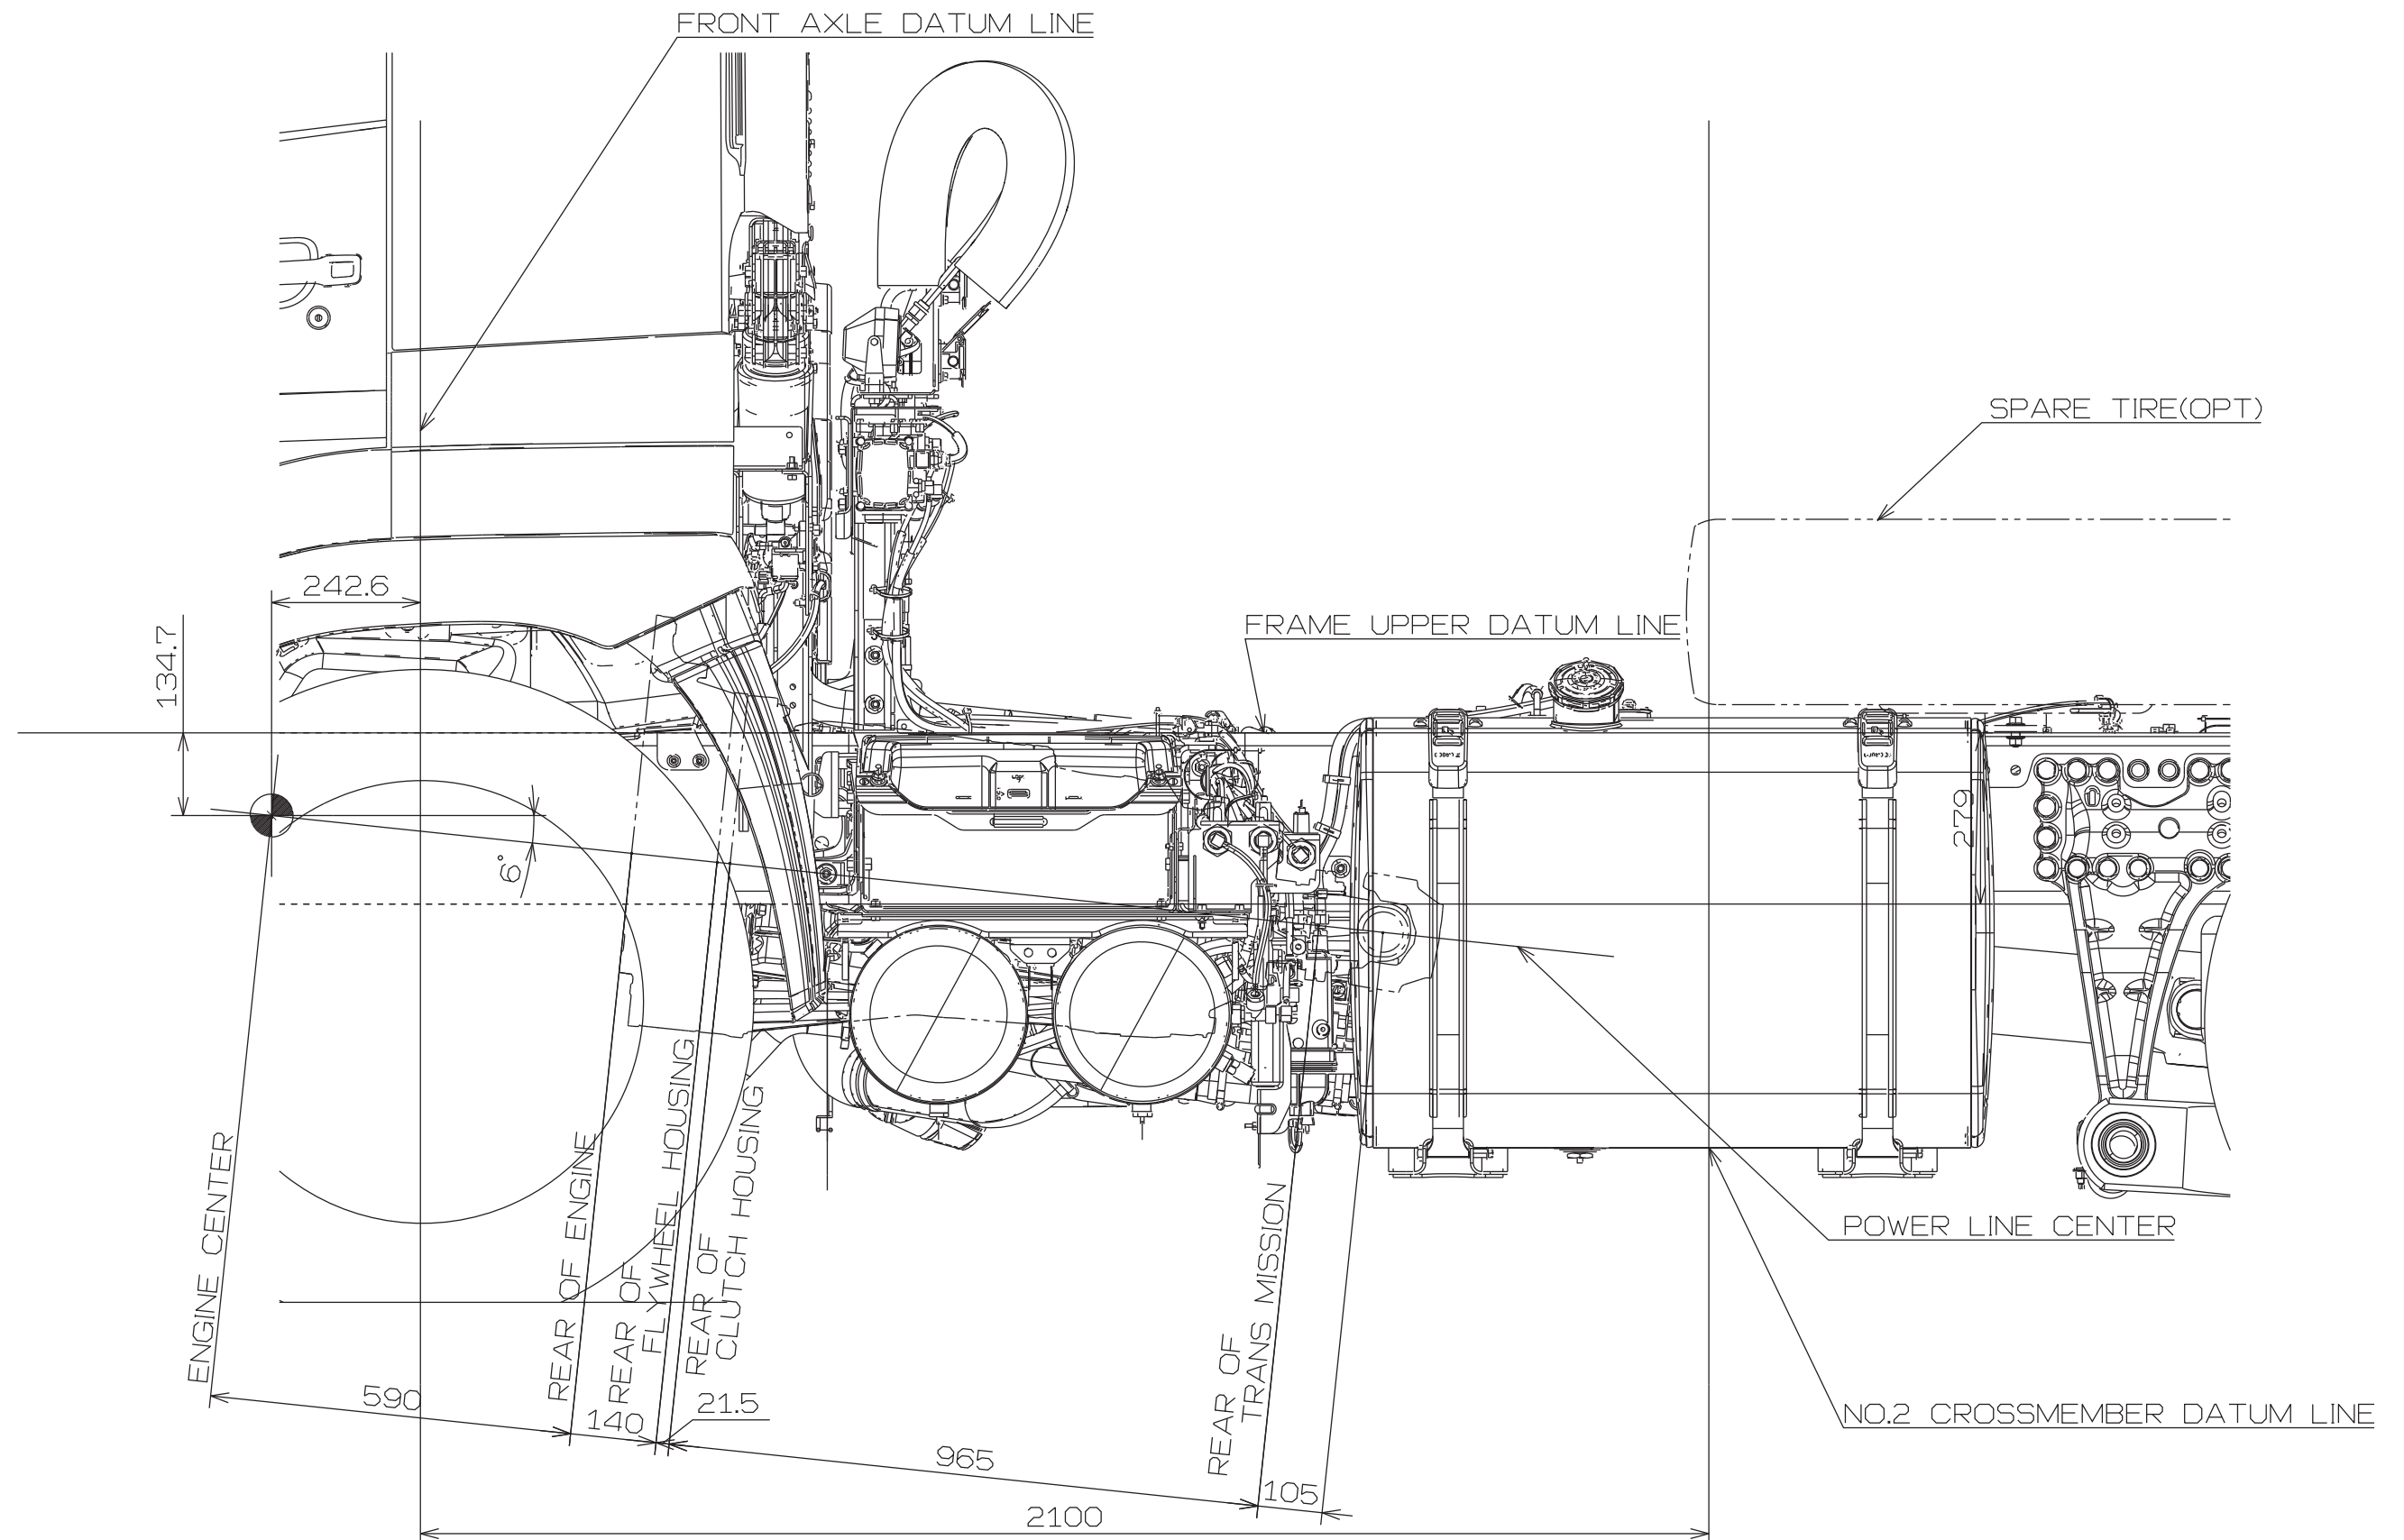 FRONT AXLE DATUM LINE
SPARE TIRE(OPT)
242.6
134.7
FRAME UPPER DATUM LINE
279
6°
ENGINE CENTER
REAR OF ENGINE
REAR OF
FLYWHEEL HOUSING
REAR OF
CLUTCH HOUSING
REAR OF
TRANS MISSION
POWER LINE CENTER
590
140
21.5
965
105
NO.2 CROSSMEMBER DATUM LINE
2100